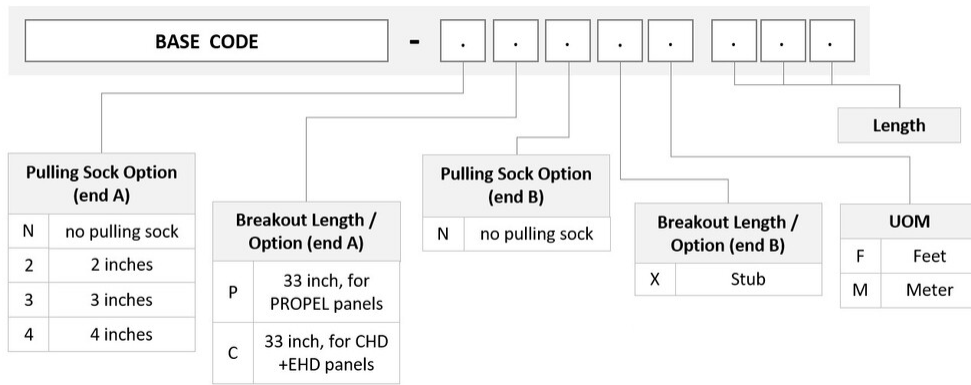 BASE CODE - . . . . . . . .
Length
Pulling Sock Option
(end A)
N no pulling sock
2 2 inches
3 3 inches
4 4 inches
Breakout Length /
Option (end A)
P 33 inch, for
PROPEL panels
C 33 inch, for CHD
+EHD panels
Pulling Sock Option
(end B)
N no pulling sock
Breakout Length /
Option (end B)
X Stub
UOM
F Feet
M Meter